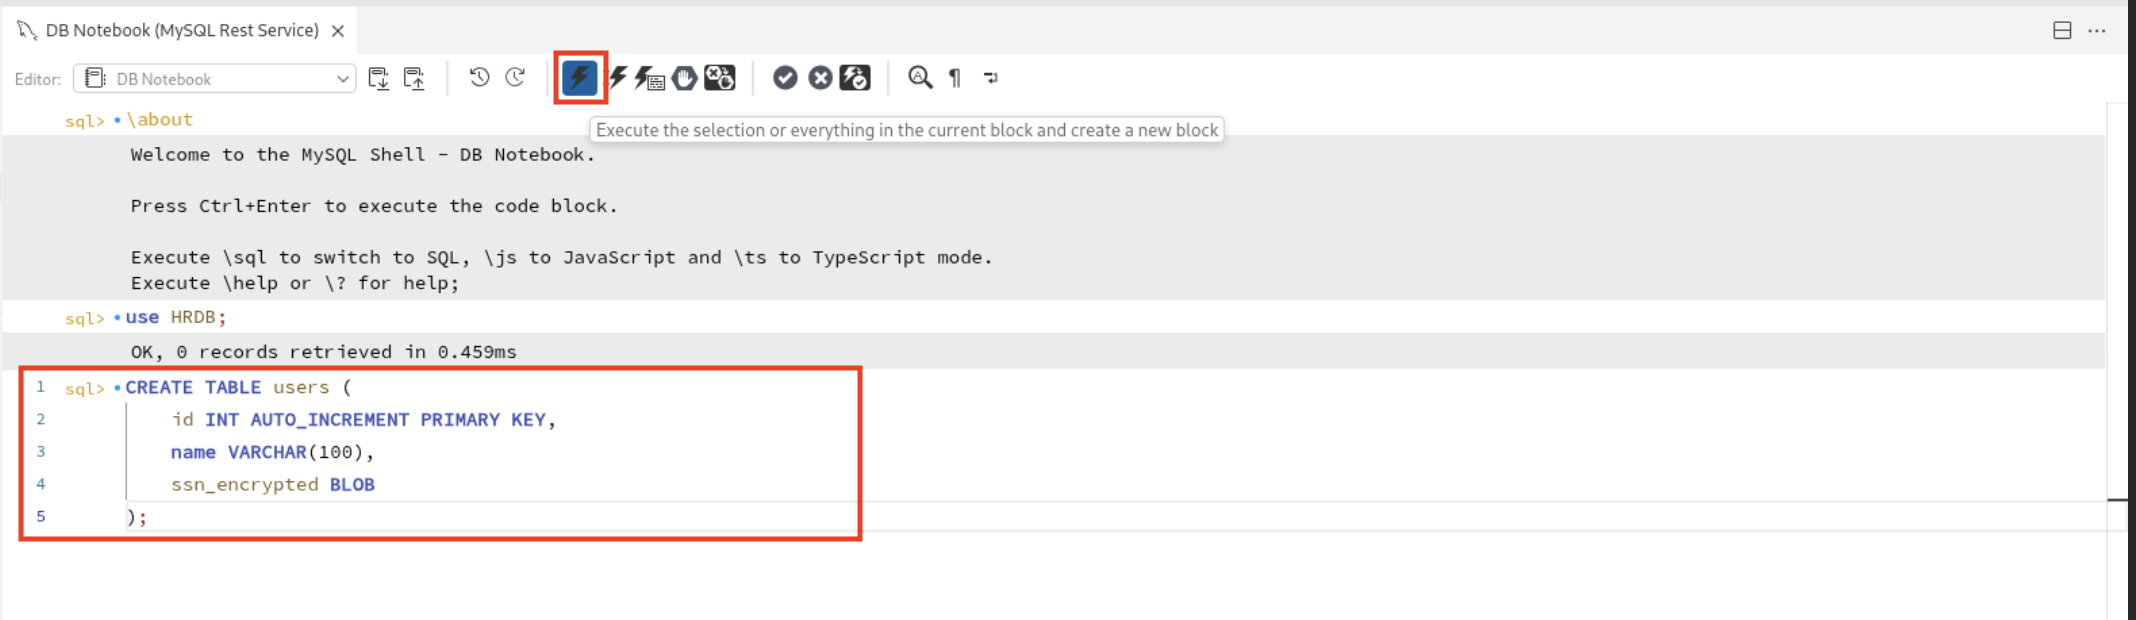 DB Notebook (MySQL Rest Service)
Editor: DB Notebook
sql> \about
Execute the selection or everything in the current block and create a new block
Welcome to the MySQL Shell - DB Notebook.
Press Ctrl+Enter to execute the code block.
Execute \sql to switch to SQL, \js to JavaScript and \ts to TypeScript mode.
Execute \help or \? for help;
sql> use HRDB;
OK, 0 records retrieved in 0.459ms
1 sql> CREATE TABLE users (
2 id INT AUTO_INCREMENT PRIMARY KEY,
3 name VARCHAR(100),
4 ssn_encrypted BLOB
5 );